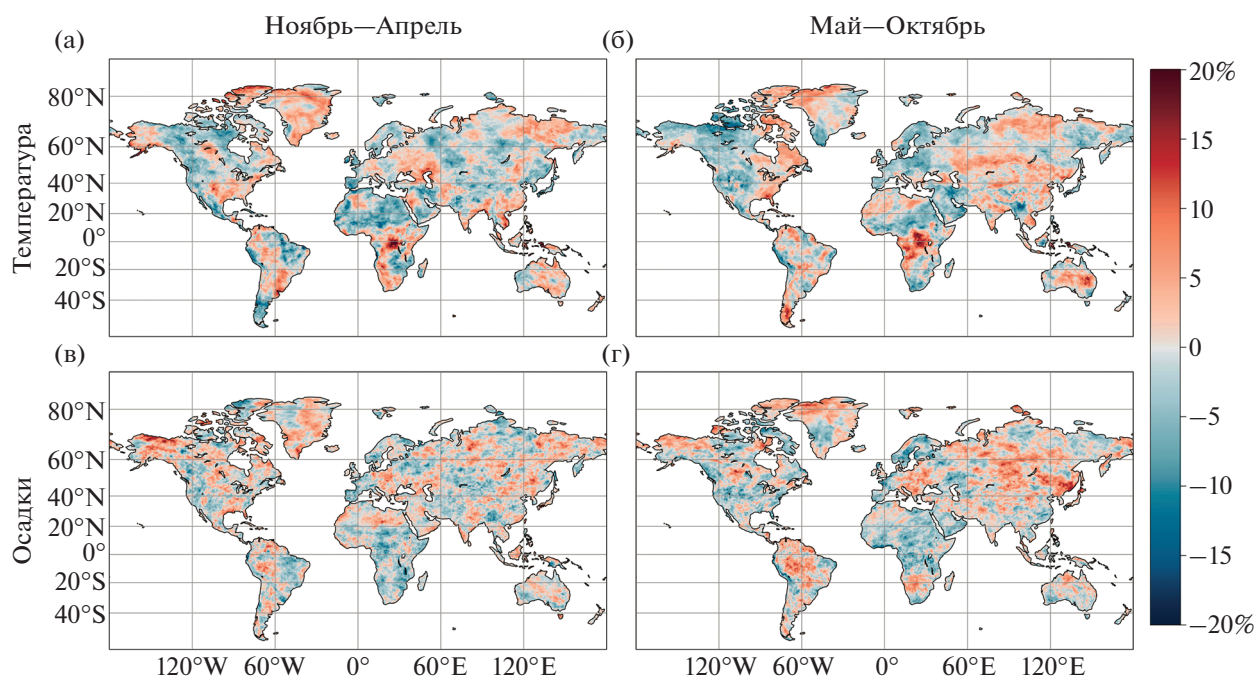 Ноябрь—Апрель
Май—Октябрь
(а)
(б)
20%
15
10
5
0
—5
—10
—15
—20%
Температура
80°N
60°N
40°N
20°N
0°
20°S
40°S
(в)
(г)
Осадки
80°N
60°N
40°N
20°N
0°
20°S
40°S
120°W 60°W 0° 60°E 120°E
120°W 60°W 0° 60°E 120°E